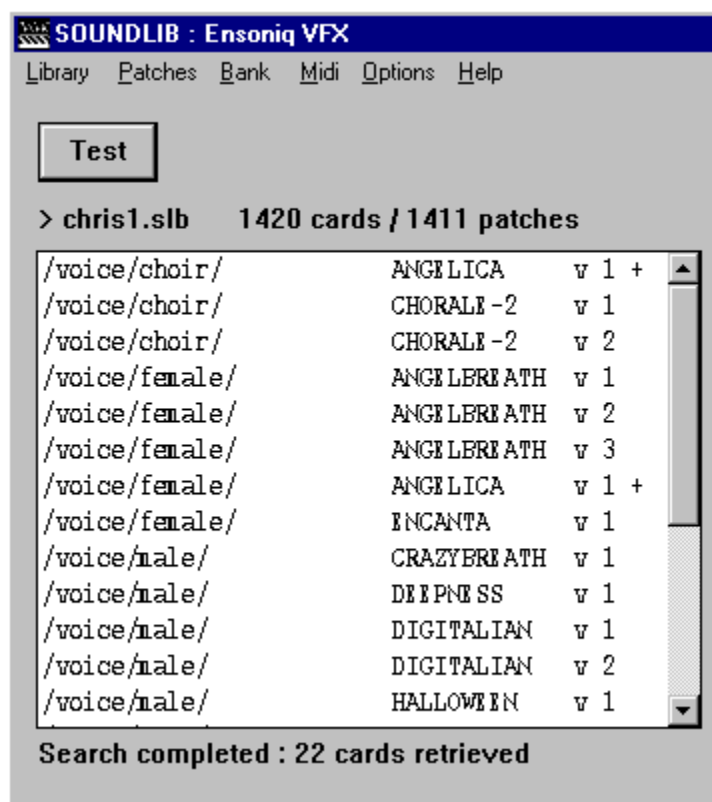 SOUNDLIB : Ensoniq VFX
Library Patches Bank Midi Options Help
Test
> chris1.slb 1420 cards / 1411 patches
/voice/choir/ ANGELICA v 1 +
/voice/choir/ CHORALE-2 v 1
/voice/choir/ CHORALE-2 v 2
/voice/female/ ANGELBREATH v 1
/voice/female/ ANGELBREATH v 2
/voice/female/ ANGELBREATH v 3
/voice/female/ ANGELICA v 1 +
/voice/female/ ENCANTA v 1
/voice/male/ CRAZYBREATH v 1
/voice/male/ DEEPNESS v 1
/voice/male/ DIGITALIAN v 1
/voice/male/ DIGITALIAN v 2
/voice/male/ HALLOWEEN v 1
Search completed : 22 cards retrieved